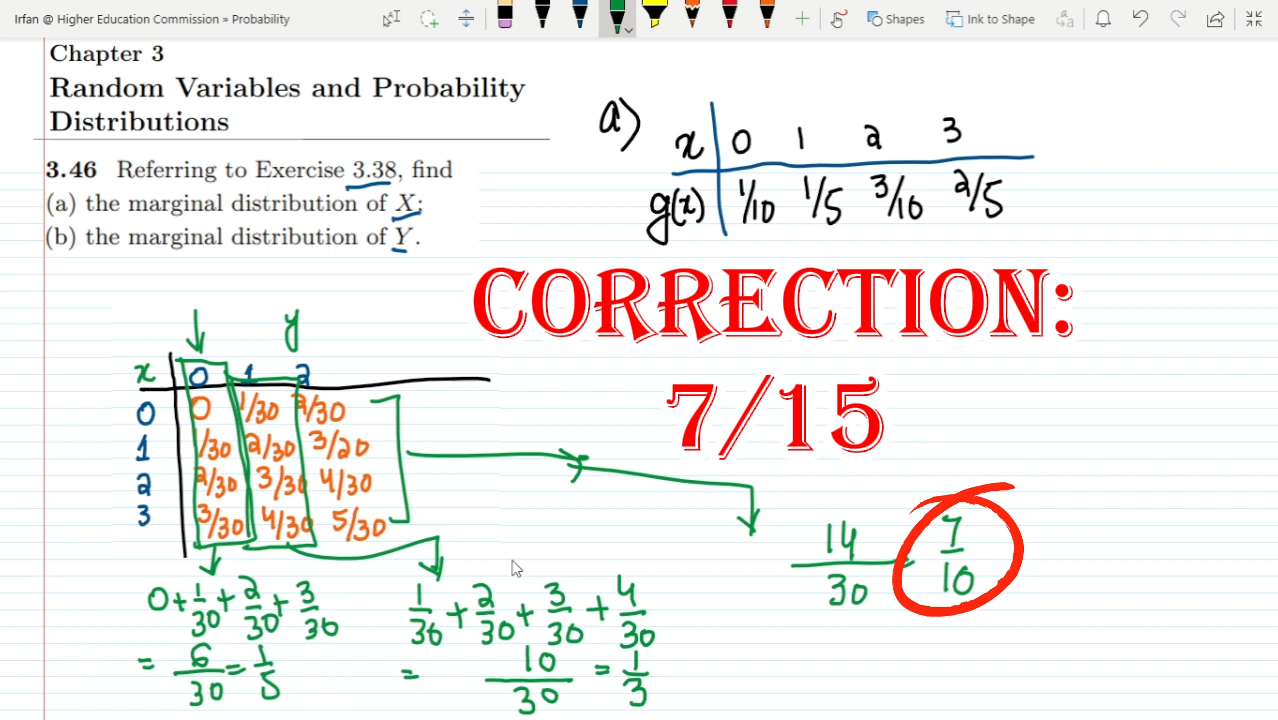 Irfan @ Higher Education Commission » Probability
Shapes
Ink to Shape
Chapter 3
Random Variables and Probability
Distributions
3.46 Referring to Exercise 3.38, find
(a) the marginal distribution of X;
(b) the marginal distribution of Y.
a)
x 0 1 2 3
g(x) 1/10 1/5 3/10 2/5
CORRECTION:
7/15
y
x 0 1 2
0 0 1/30 2/30
1 1/30 2/30 3/20
2 2/30 3/30 4/30
3 3/30 4/30 5/30
14/30 = 7/10
0+1/30+2/30+3/30
= 6/30 = 1/5
1/30 + 2/30 + 3/30 + 4/30
= 10/30 = 1/3